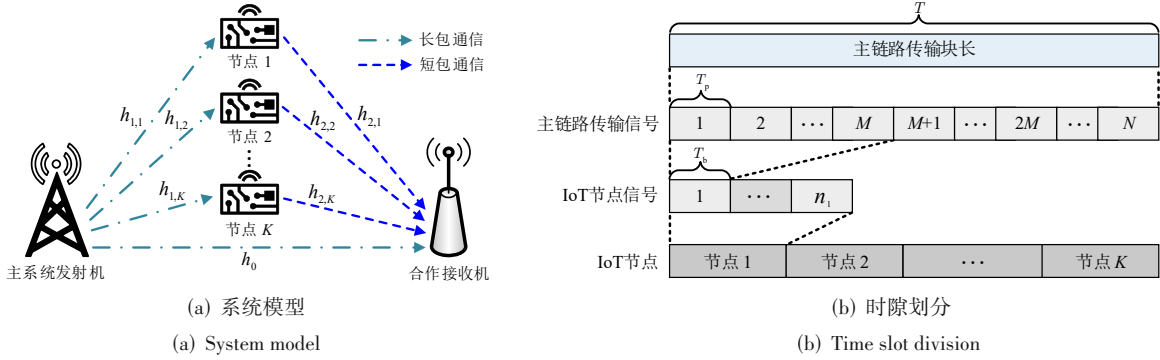 长包通信
短包通信
节点 1
节点 2
节点 K
h1,1
h1,2
h1,K
h2,1
h2,2
h2,K
h0
主系统发射机
合作接收机
(a) 系统模型
(a) System model
T
主链路传输块长
Tp
主链路传输信号 1 2 ··· M M+1 ··· 2M ··· N
Tb
IoT节点信号 1 ··· n1
IoT节点 节点 1 节点 2 ··· 节点 K
(b) 时隙划分
(b) Time slot division